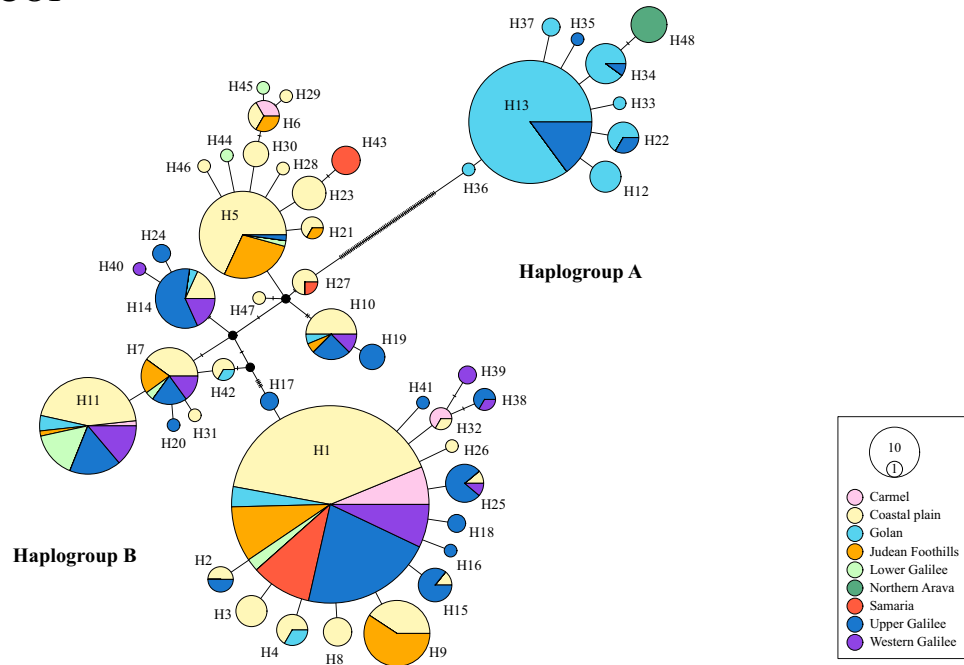 H37
H35
H48
H34
H13
H33
H22
H12
H36
H45
H29
H6
H44
H30
H43
H46
H28
H23
H5
H21
H24
H40
H27
Haplogroup A
H14
H47
H10
H19
H7
H42
H17
H11
H41
H39
H38
H31
H20
H32
H1
H26
H25
H18
H16
Haplogroup B
H2
H15
H3
H4
H8
H9
10
1
Carmel
Coastal plain
Golan
Judean Foothills
Lower Galilee
Northern Arava
Samaria
Upper Galilee
Western Galilee